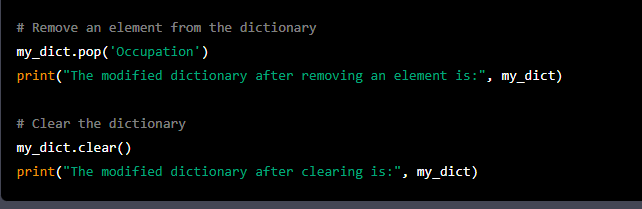 # Remove an element from the dictionary
my_dict.pop('Occupation')
print("The modified dictionary after removing an element is:", my_dict)
# Clear the dictionary
my_dict.clear()
print("The modified dictionary after clearing is:", my_dict)